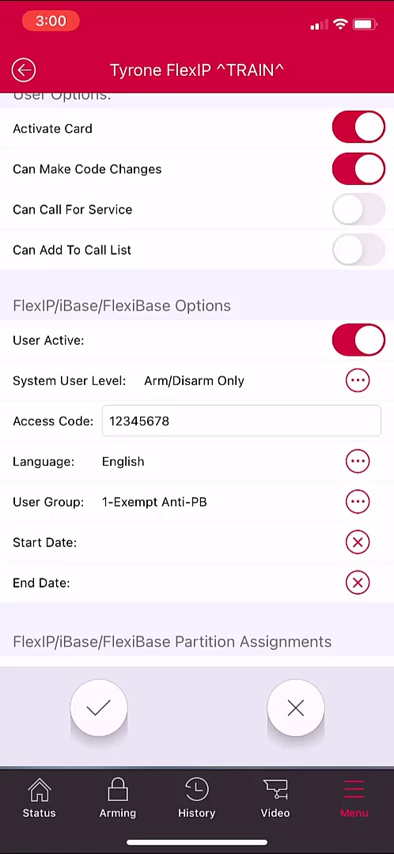 3:00
Tyrone FlexIP ^TRAIN^
User Options:
Activate Card
Can Make Code Changes
Can Call For Service
Can Add To Call List
FlexIP/iBase/FlexiBase Options
User Active:
System User Level: Arm/Disarm Only
Access Code: 12345678
Language: English
User Group: 1-Exempt Anti-PB
Start Date:
End Date:
FlexIP/iBase/FlexiBase Partition Assignments
Status Arming History Video Menu